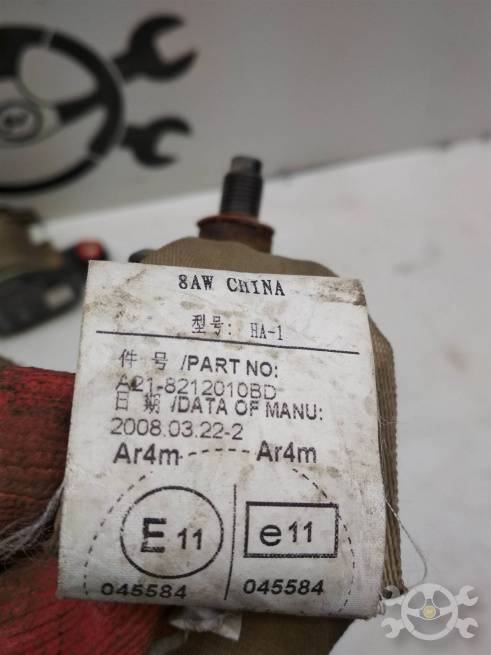 8AW CHINA
型号: HA-1
件 号 /PART NO:
A21-8212010BD
日 期 /DATA OF MANU:
2008.03.22-2
Ar4m Ar4m
E 11 e 11
045584 045584